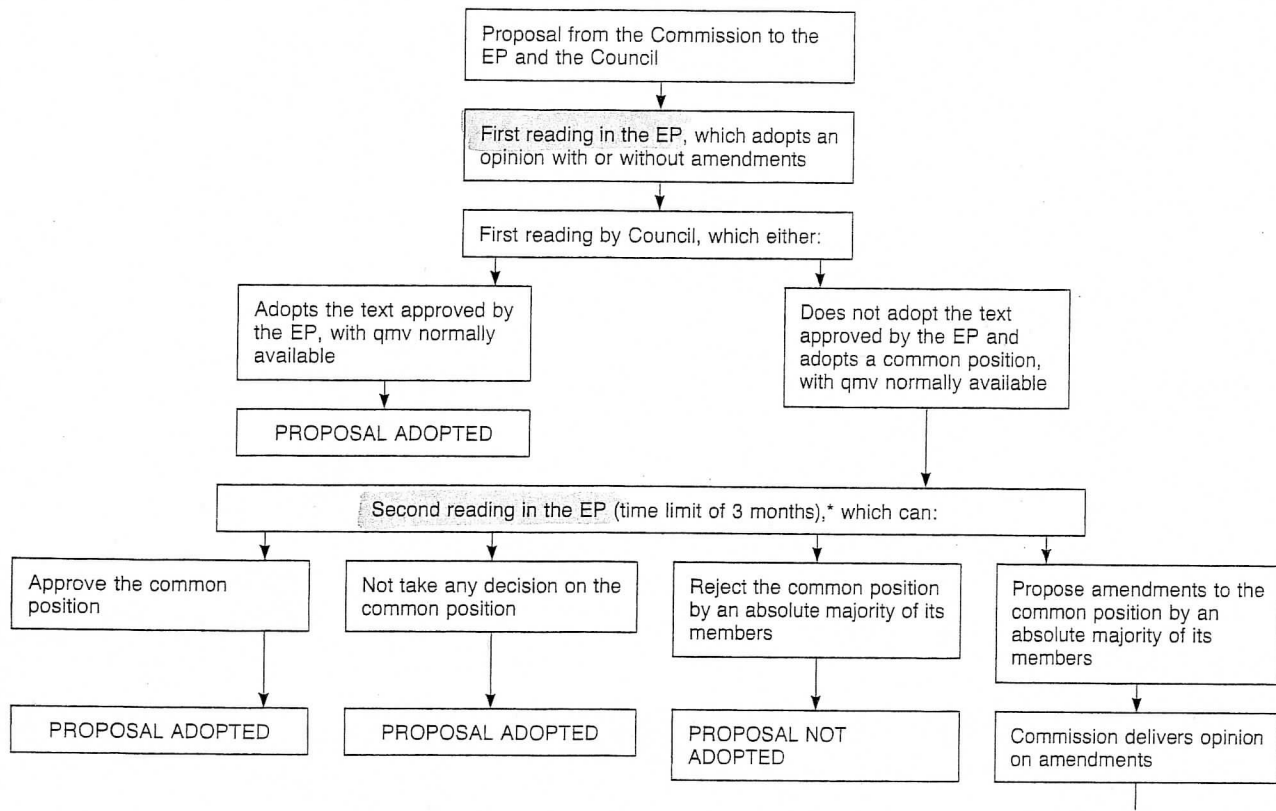 Proposal from the Commission to the
EP and the Council
First reading in the EP, which adopts an
opinion with or without amendments
First reading by Council, which either:
Adopts the text approved by
the EP, with qmv normally
available
Does not adopt the text
approved by the EP and
adopts a common position,
with qmv normally available
PROPOSAL ADOPTED
Second reading in the EP (time limit of 3 months),* which can:
Approve the common
position
Not take any decision on the
common position
Reject the common position
by an absolute majority of its
members
Propose amendments to the
common position by an
absolute majority of its
members
PROPOSAL ADOPTED
PROPOSAL ADOPTED
PROPOSAL NOT
ADOPTED
Commission delivers opinion
on amendments